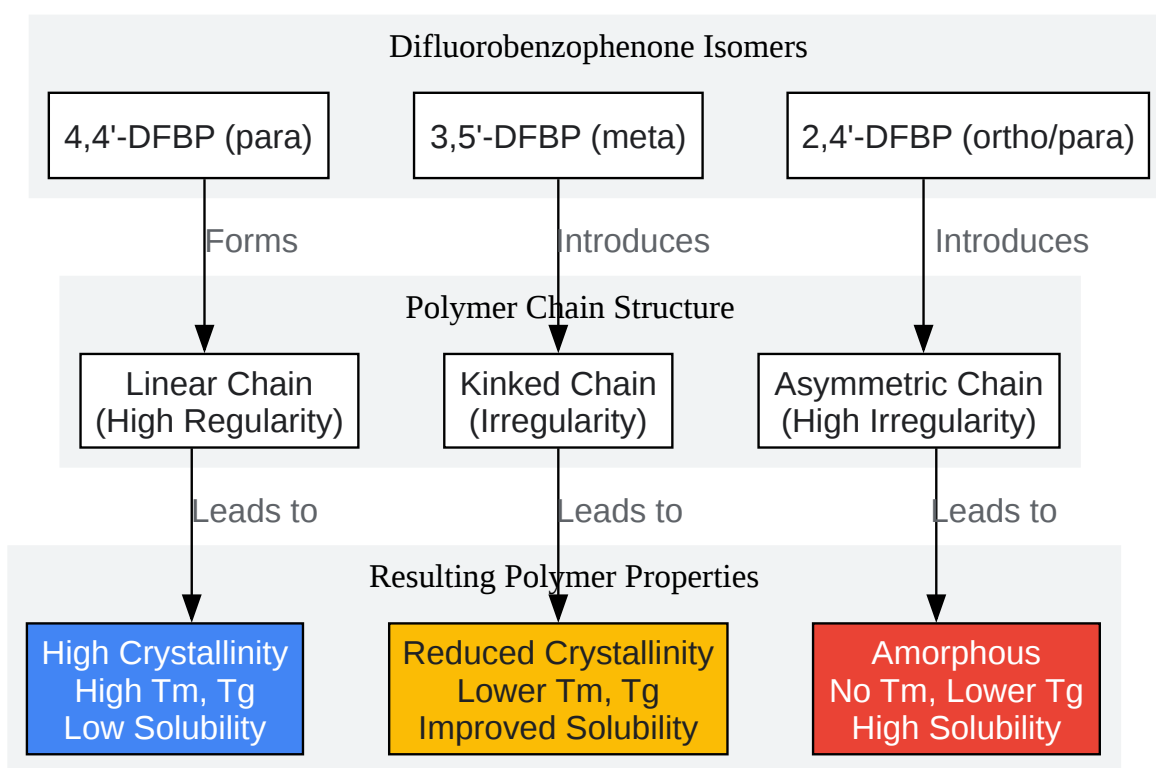 Difluorobenzophenone Isomers
4,4'-DFBP (para)
3,5'-DFBP (meta)
2,4'-DFBP (ortho/para)
Forms
Introduces
Introduces
Polymer Chain Structure
Linear Chain
(High Regularity)
Kinked Chain
(Irregularity)
Asymmetric Chain
(High Irregularity)
Leads to
Leads to
Leads to
Resulting Polymer Properties
High Crystallinity
High Tm, Tg
Low Solubility
Reduced Crystallinity
Lower Tm, Tg
Improved Solubility
Amorphous
No Tm, Lower Tg
High Solubility